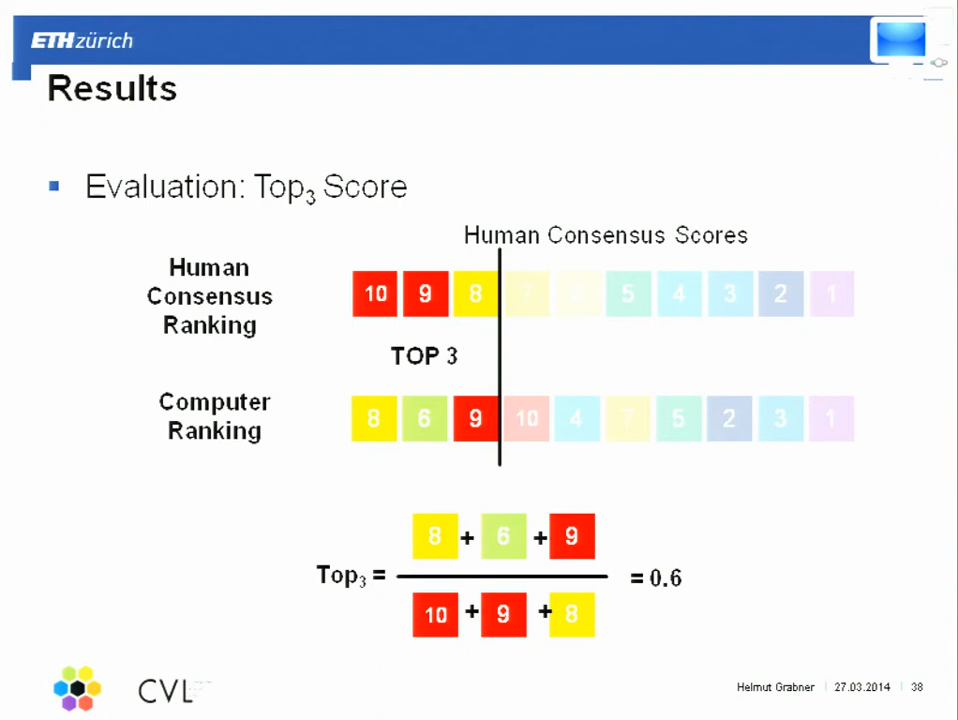 ETHzürich
Results
Evaluation: Top3 Score
Human Consensus Scores
Human
Consensus
Ranking
10 9 8 7 6 5 4 3 2 1
TOP 3
Computer
Ranking
8 6 9 10 4 7 5 2 3 1
8 + 6 + 9
Top3 = = 0.6
10 + 9 + 8
CVL
Helmut Grabner | 27.03.2014 | 38